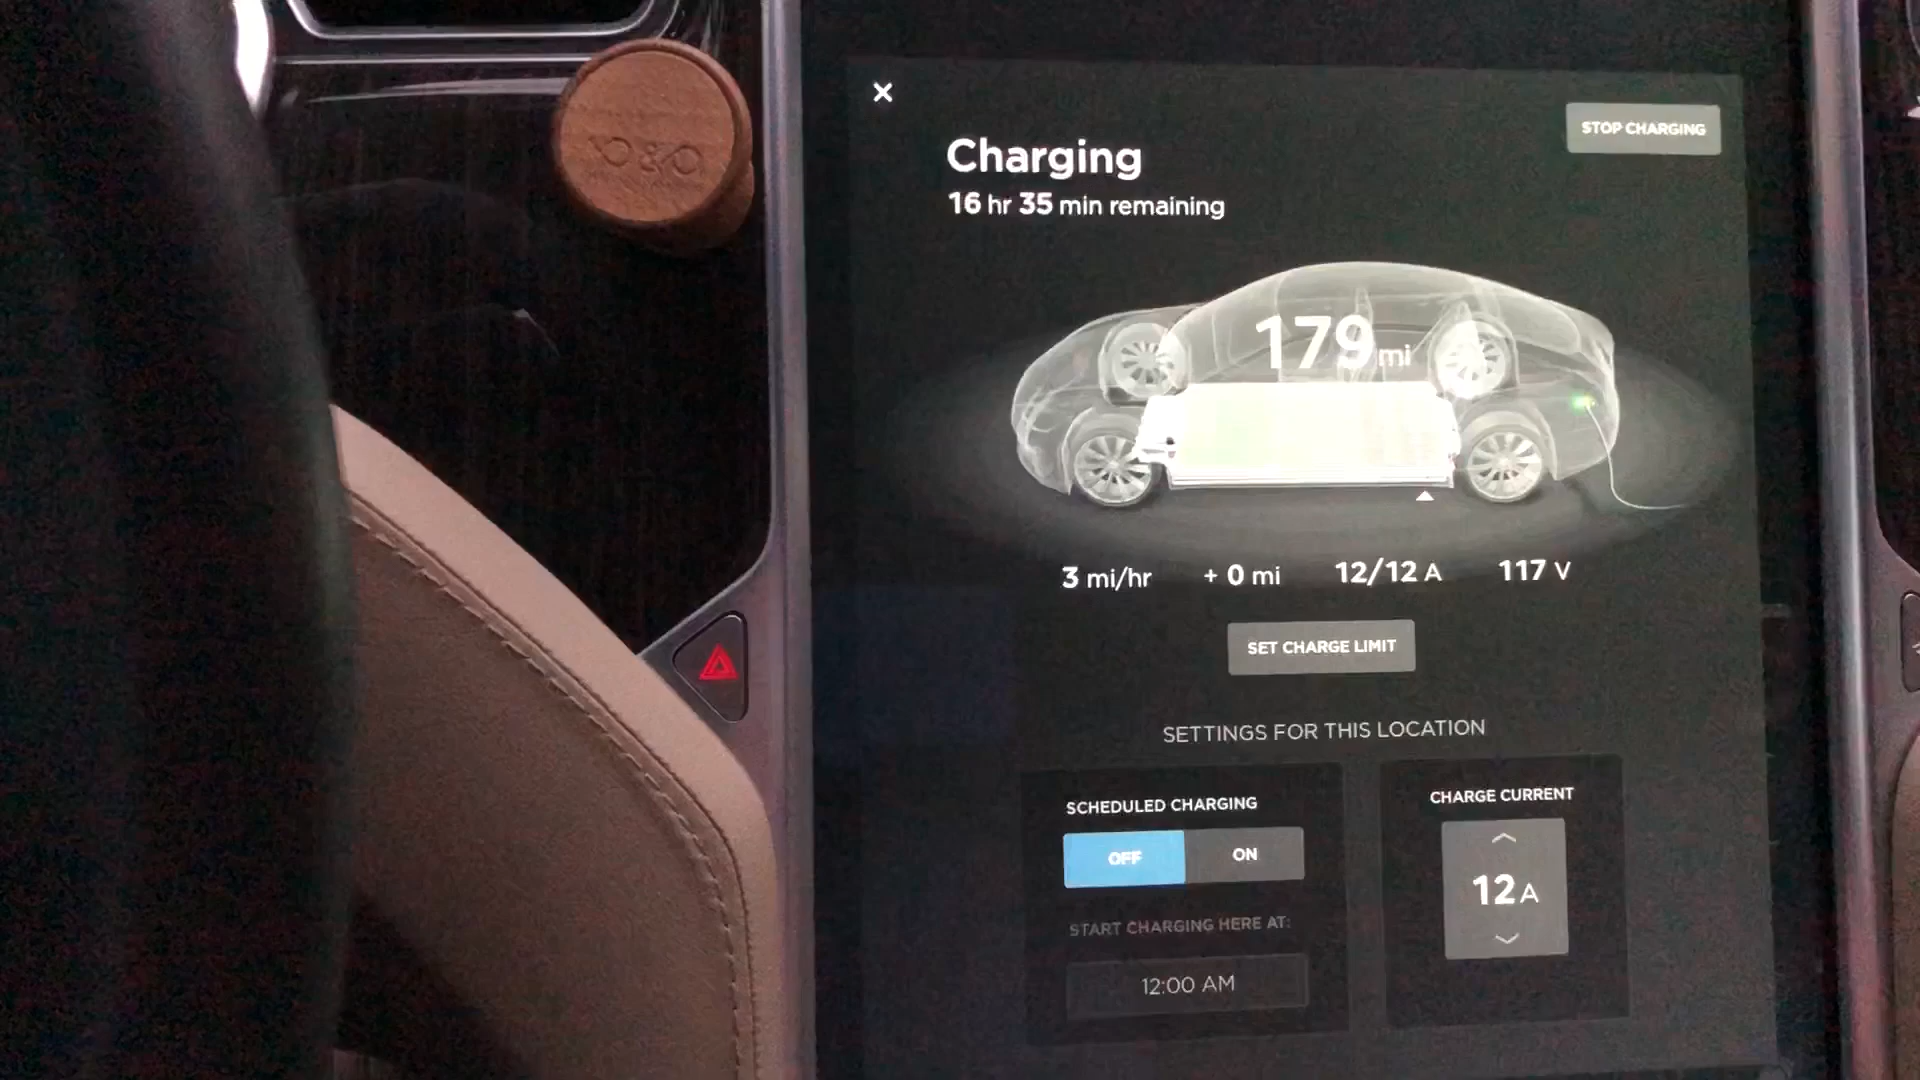 STOP CHARGING
Charging
16 hr 35 min remaining
179 mi
3 mi/hr + 0 mi 12/12 A 117 V
SET CHARGE LIMIT
SETTINGS FOR THIS LOCATION
SCHEDULED CHARGING
OFF ON
START CHARGING HERE AT:
12:00 AM
CHARGE CURRENT
12 A